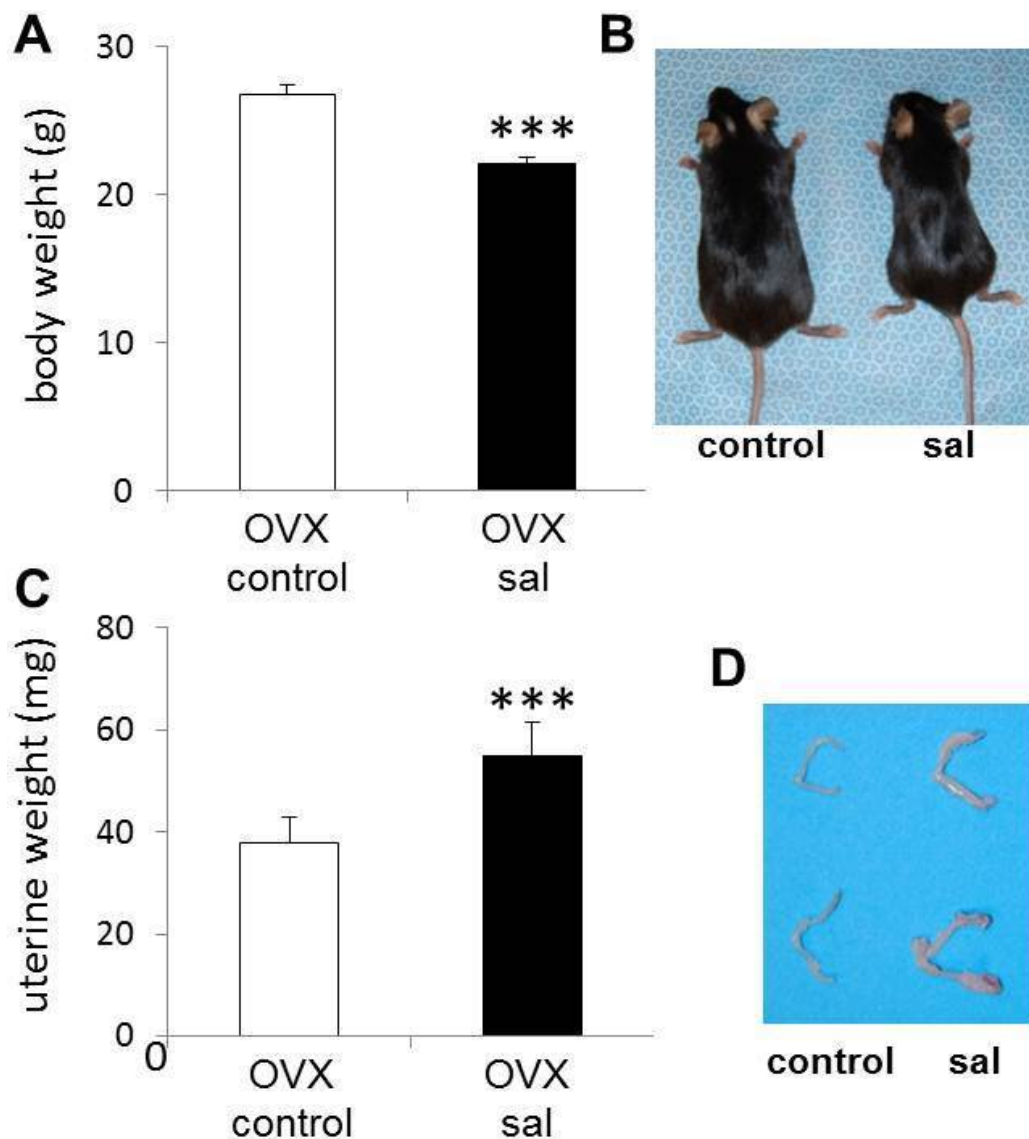 A
30
20
10
0
body weight (g)
***
OVX
control
OVX
sal
B
control
sal
C
80
60
40
20
0
0
uterine weight (mg)
***
OVX
control
OVX
sal
D
control
sal